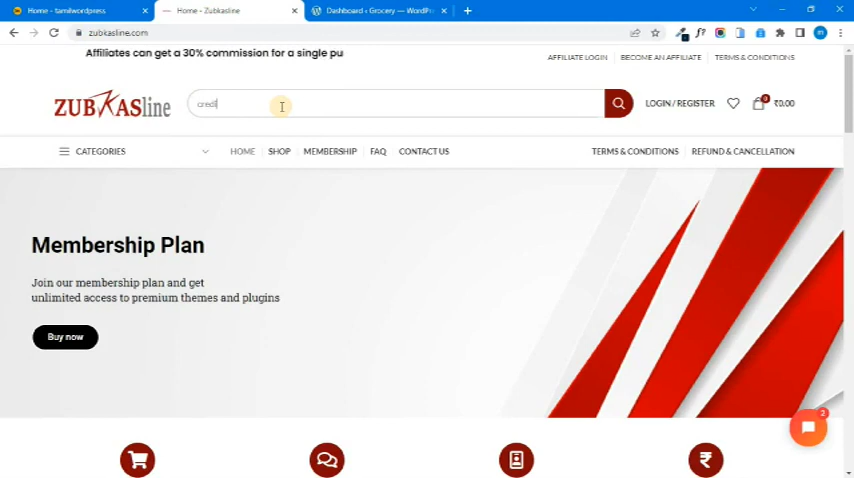 Home - tamilwordpress
Home - Zubkasline
Dashboard ‹ Grocery — WordPr
zubkasline.com
Affiliates can get a 30% commission for a single pu
AFFILIATE LOGIN
BECOME AN AFFILIATE
TERMS & CONDITIONS
ZUBKASline
credi
LOGIN / REGISTER
0
₹0.00
CATEGORIES
HOME
SHOP
MEMBERSHIP
FAQ
CONTACT US
TERMS & CONDITIONS
REFUND & CANCELLATION
Membership Plan
Join our membership plan and get
unlimited access to premium themes and plugins
Buy now
2